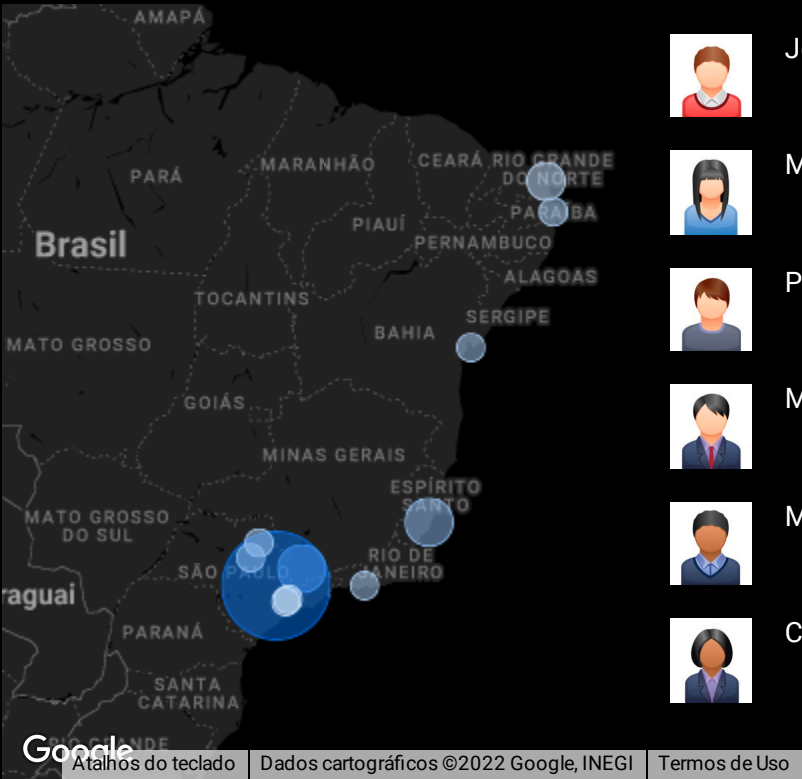 AMAPÁ
PARÁ
MARANHÃO
CEARÁ
RIO GRANDE
DO NORTE
PARAÍBA
PIAUÍ
PERNAMBUCO
Brasil
ALAGOAS
TOCANTINS
SERGIPE
BAHIA
MATO GROSSO
GOIÁS
MINAS GERAIS
ESPÍRITO
SANTO
MATO GROSSO
DO SUL
RIO DE
JANEIRO
SÃO PAULO
raguai
PARANÁ
SANTA
CATARINA
RIO GRANDE
Google
Atalhos do teclado
Dados cartográficos ©2022 Google, INEGI
Termos de Uso
J
M
P
M
M
C